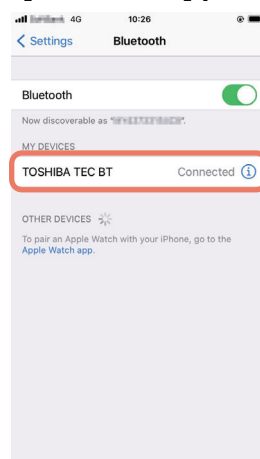 4G 10:26
Settings Bluetooth
Bluetooth
Now discoverable as
MY DEVICES
TOSHIBA TEC BT Connected
OTHER DEVICES
To pair an Apple Watch with your iPhone, go to the
Apple Watch app.